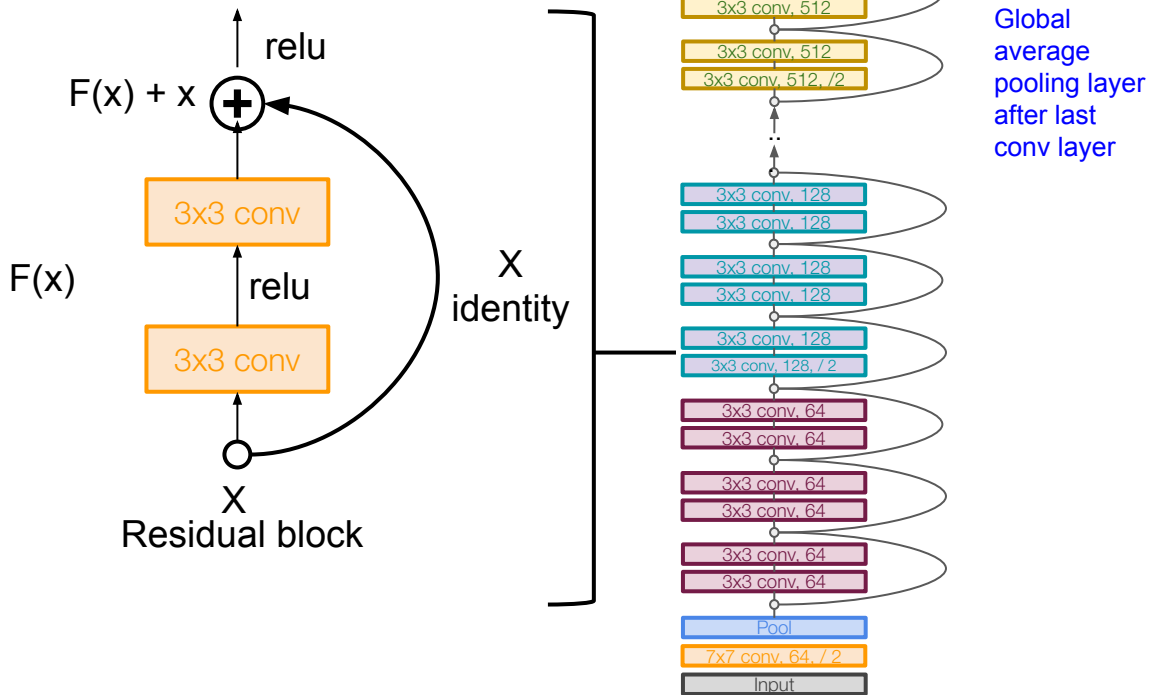 relu
F(x) + x
3x3 conv
F(x)
relu
X
identity
3x3 conv
X
Residual block
3x3 conv, 512
3x3 conv, 512
3x3 conv, 512, /2
..
3x3 conv, 128
3x3 conv, 128
3x3 conv, 128
3x3 conv, 128
3x3 conv, 128
3x3 conv, 128, / 2
3x3 conv, 64
3x3 conv, 64
3x3 conv, 64
3x3 conv, 64
3x3 conv, 64
3x3 conv, 64
Pool
7x7 conv, 64, / 2
Input
Global
average
pooling layer
after last
conv layer